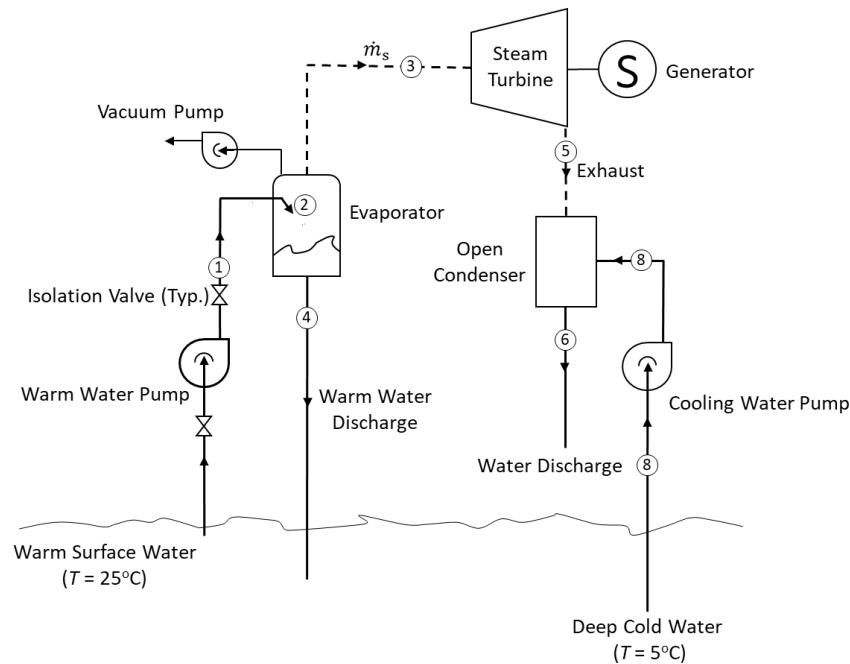 ṁs
3
Steam
Turbine
S
Generator
Vacuum Pump
5
Exhaust
2
Evaporator
Open
Condenser
8
1
Isolation Valve (Typ.)
4
6
Warm Water Pump
Warm Water
Discharge
Cooling Water Pump
Water Discharge
8
Warm Surface Water
(T = 25°C)
Deep Cold Water
(T = 5°C)